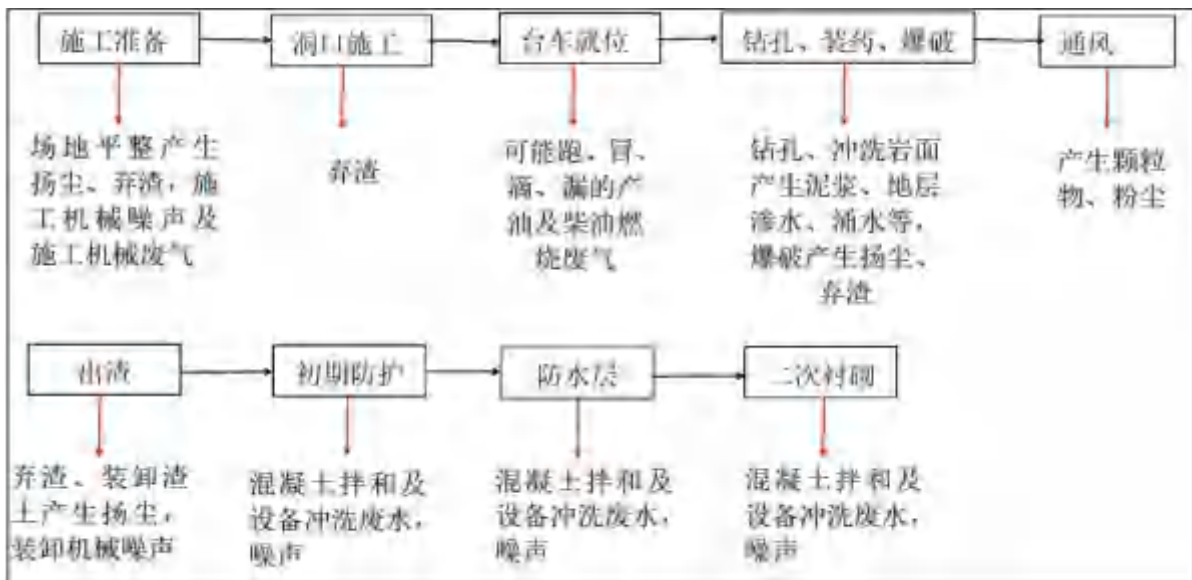 施工准备
洞口施工
台车就位
钻孔、装药、爆破
通风
场地平整产生
扬尘、弃渣，施
工机械噪声及
施工机械废气
弃渣
可能跑、冒、
滴、漏的产
油及柴油燃
烧废气
钻孔、冲洗岩面
产生泥浆、地层
渗水、涌水等，
爆破产生扬尘、
弃渣
产生颗粒
物、粉尘
出渣
初期防护
防水层
二次衬砌
弃渣、装卸渣
土产生扬尘，
装卸机械噪声
混凝土拌和及
设备冲洗废水，
噪声
混凝土拌和及
设备冲洗废水，
噪声
混凝土拌和及
设备冲洗废水，
噪声